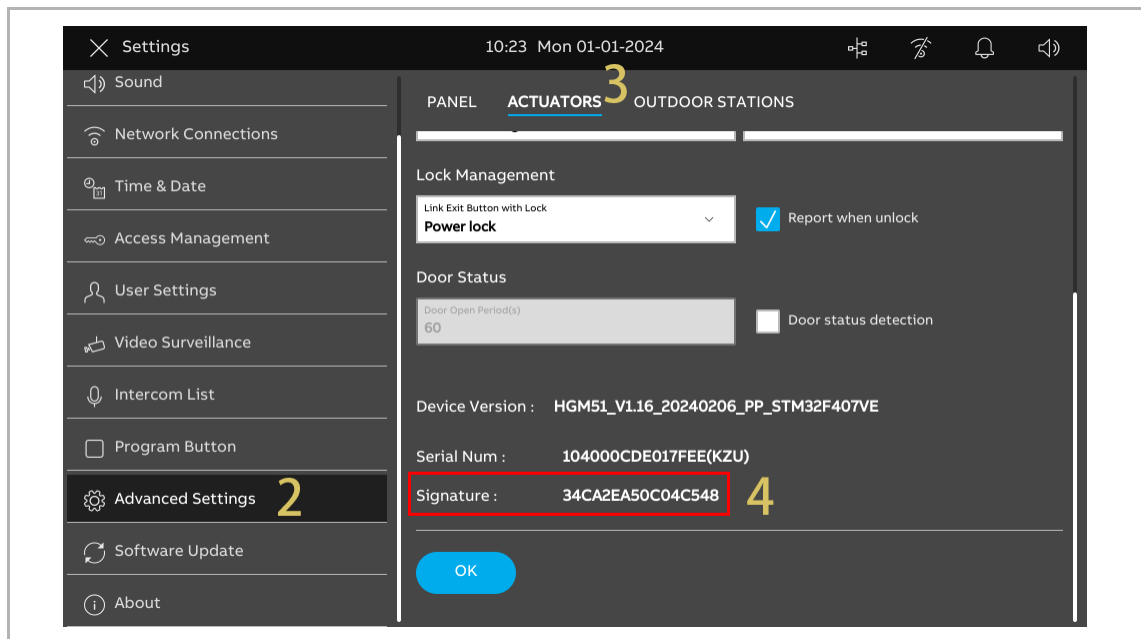 Settings
10:23 Mon 01-01-2024
Sound
Network Connections
31
Time & Date
Access Management
User Settings
Video Surveillance
Intercom List
Program Button
Advanced Settings
2
Software Update
About
PANEL
ACTUATORS
3
OUTDOOR STATIONS
Lock Management
Link Exit Button with Lock
Power lock
Report when unlock
Door Status
Door Open Period(s)
60
Door status detection
Device Version : HGM51_V1.16_20240206_PP_STM32F407VE
Serial Num : 104000CDE017FEE(KZU)
Signature : 34CA2EA50C04C548
4
OK